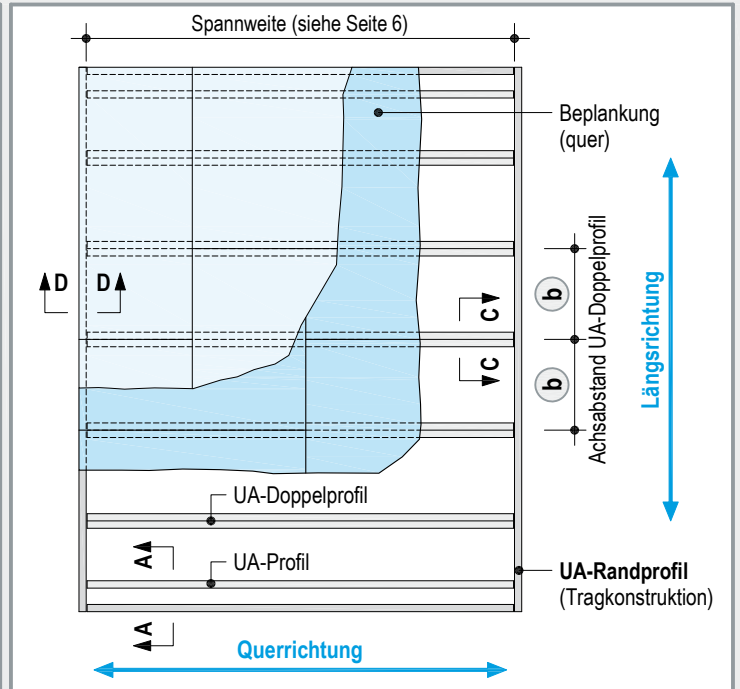 Spannweite (siehe Seite 6)
Beplankung
(quer)
D
D
C
C
b
b
Achsabstand UA-Doppelprofil
Längsrichtung
UA-Doppelprofil
A
UA-Profil
UA-Randprofil
(Tragkonstruktion)
A
Querrichtung